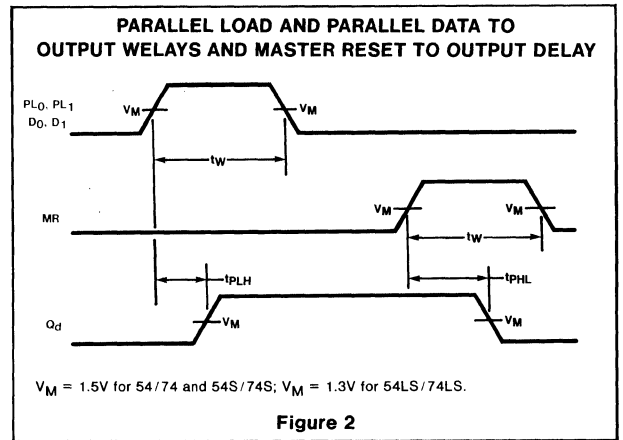 PARALLEL LOAD AND PARALLEL DATA TO
OUTPUT WELAYS AND MASTER RESET TO OUTPUT DELAY
PL0, PL1
D0, D1
VM
VM
tW
MR
VM
VM
tW
tPLH
tPHL
Qd
VM
VM
VM = 1.5V for 54/74 and 54S/74S; VM = 1.3V for 54LS/74LS.
Figure 2